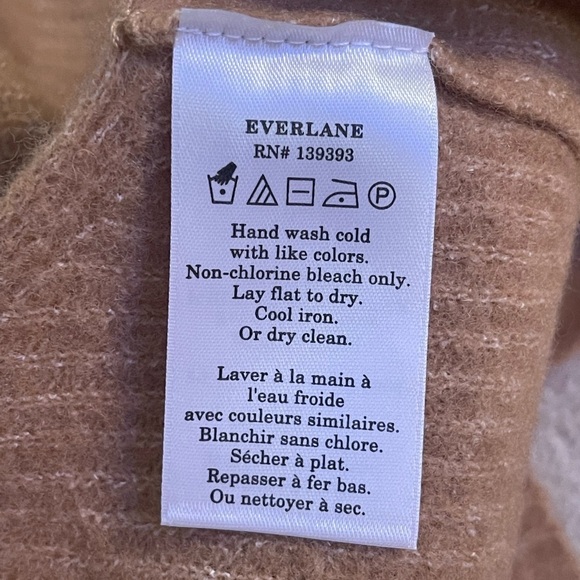 EVERLANE
RN# 139393
P
Hand wash cold
with like colors.
Non-chlorine bleach only.
Lay flat to dry.
Cool iron.
Or dry clean.
Laver à la main à
l'eau froide
avec couleurs similaires.
Blanchir sans chlore.
Sécher à plat.
Repasser à fer bas.
Ou nettoyer à sec.